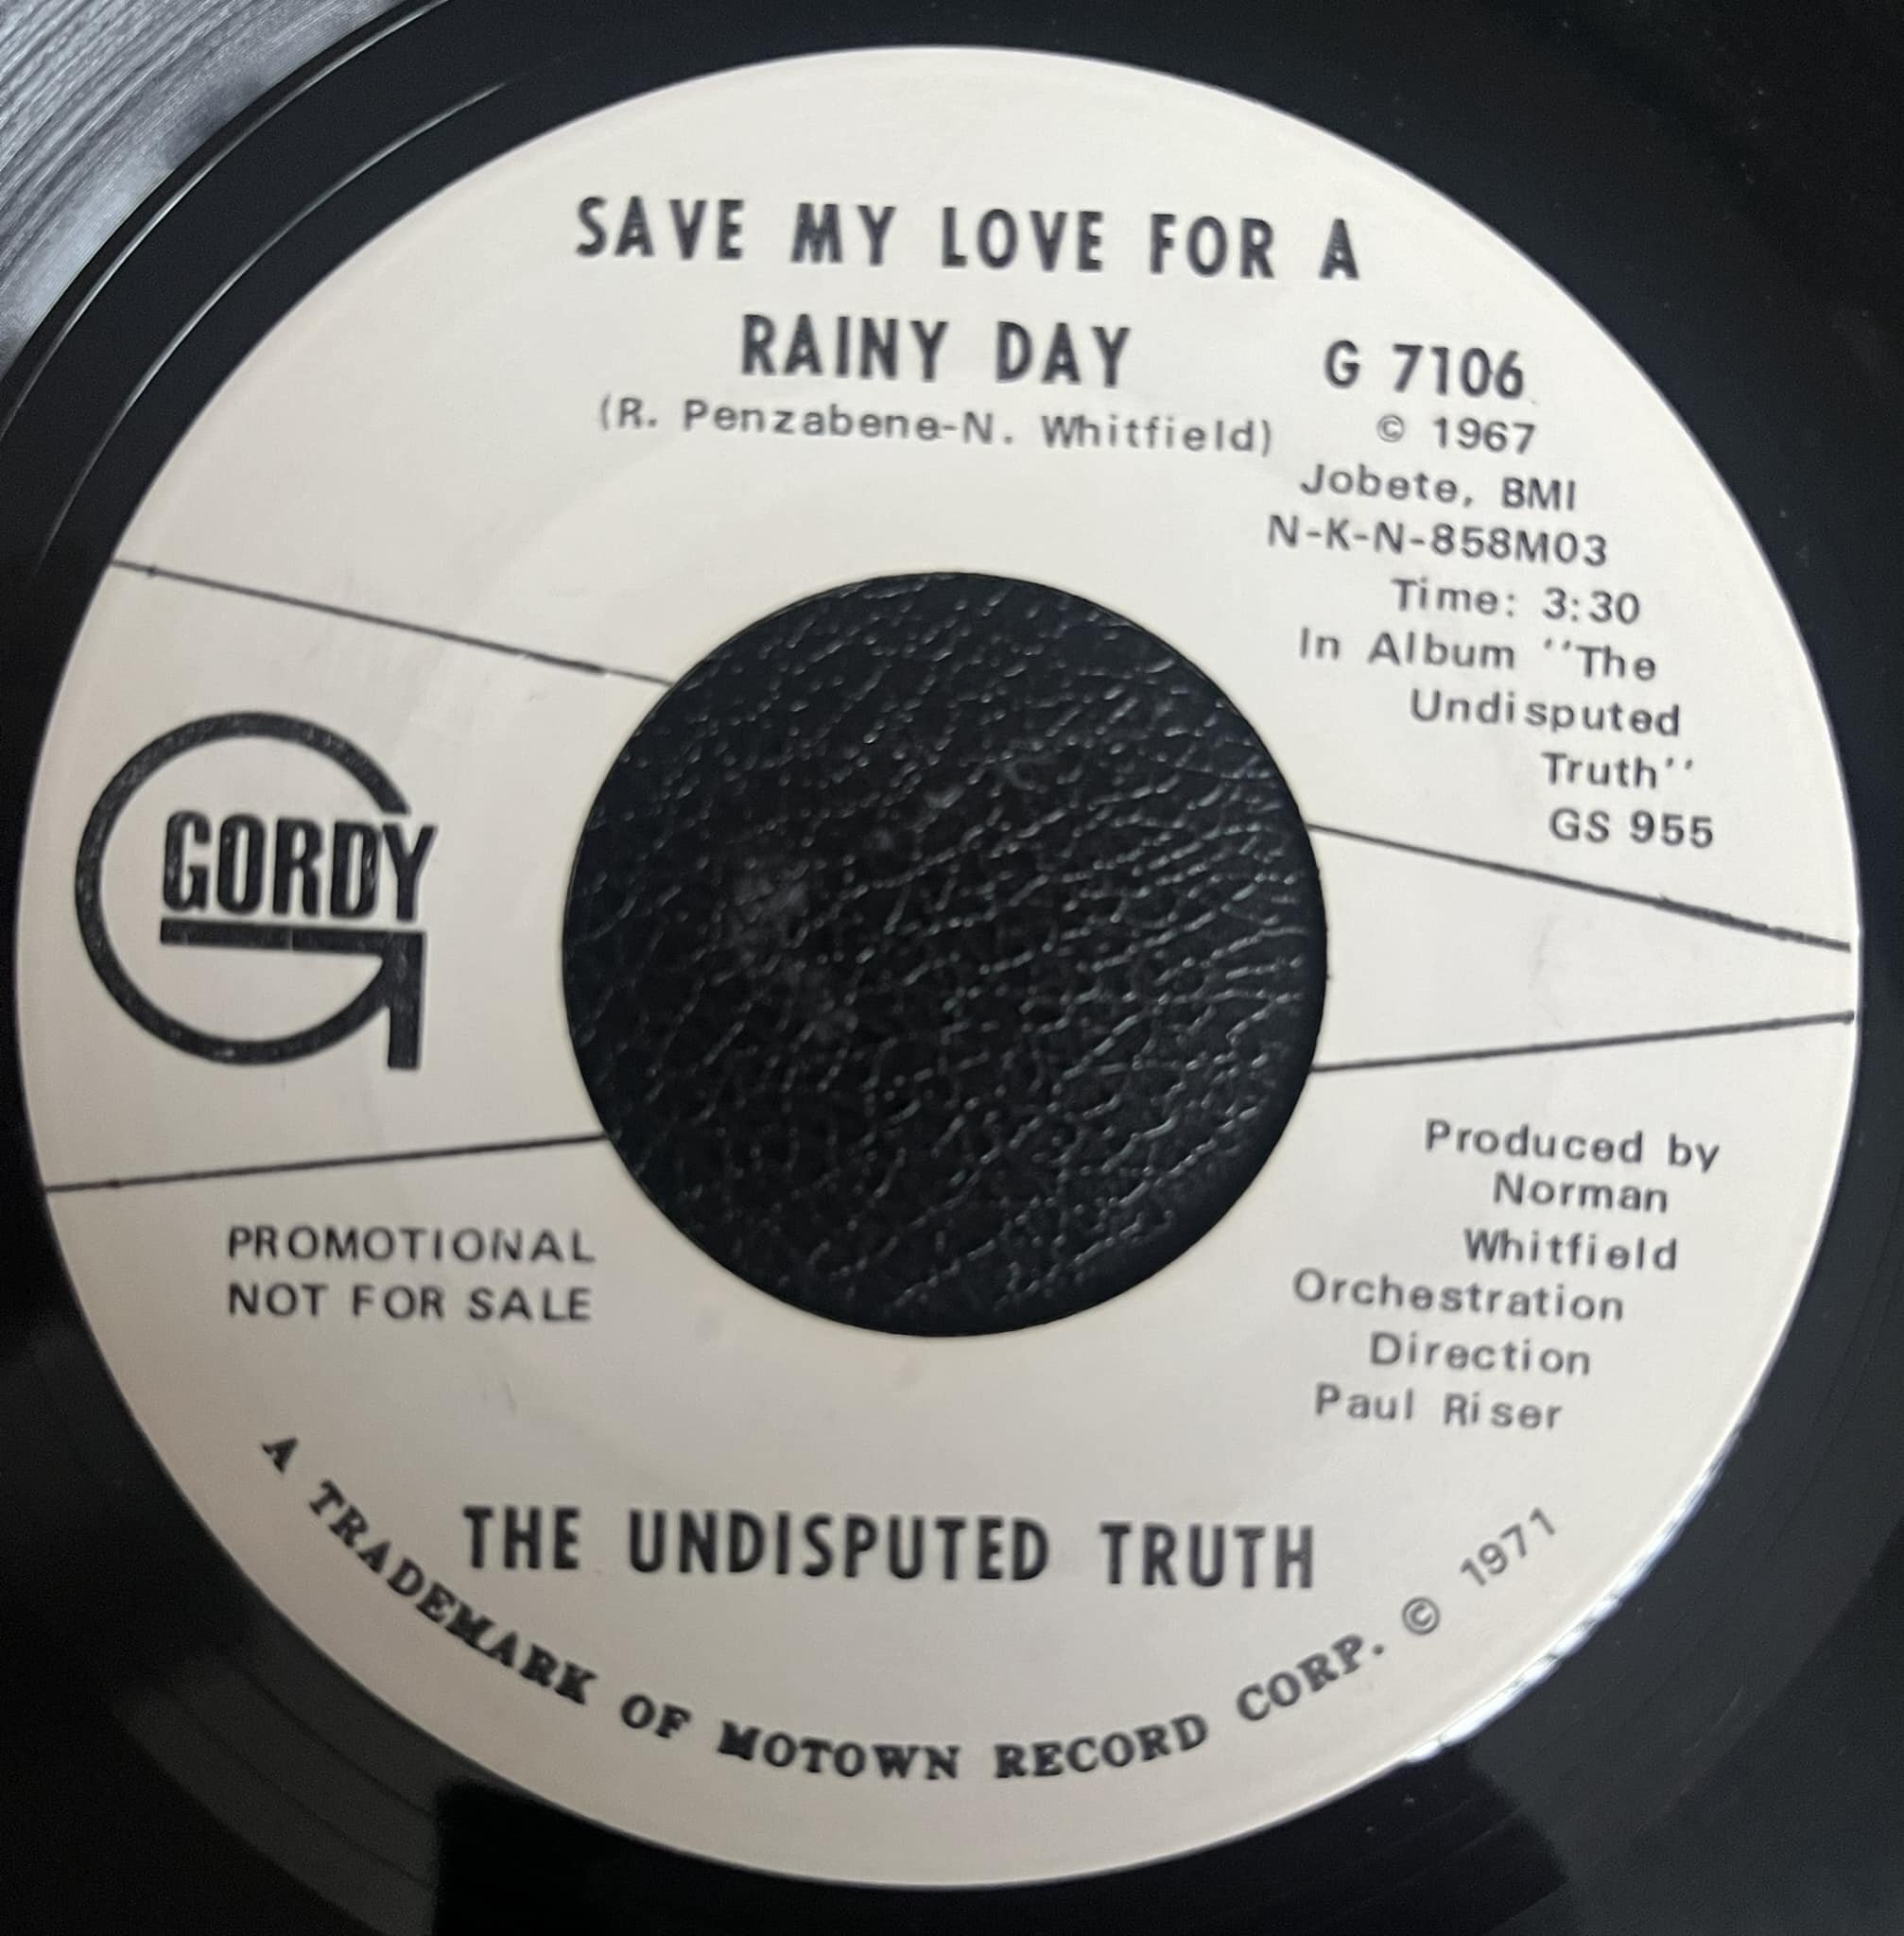 SAVE MY LOVE FOR A
RAINY DAY
(R. Penzabene-N. Whitfield)
G 7106
© 1967
Jobete, BMI
N-K-N-858M03
Time: 3:30
In Album ''The
Undisputed
Truth''
GS 955
GORDY
PROMOTIONAL
NOT FOR SALE
Produced by
Norman
Whitfield
Orchestration
Direction
Paul Riser
THE UNDISPUTED TRUTH
A TRADEMARK OF MOTOWN RECORD CORP. © 1971